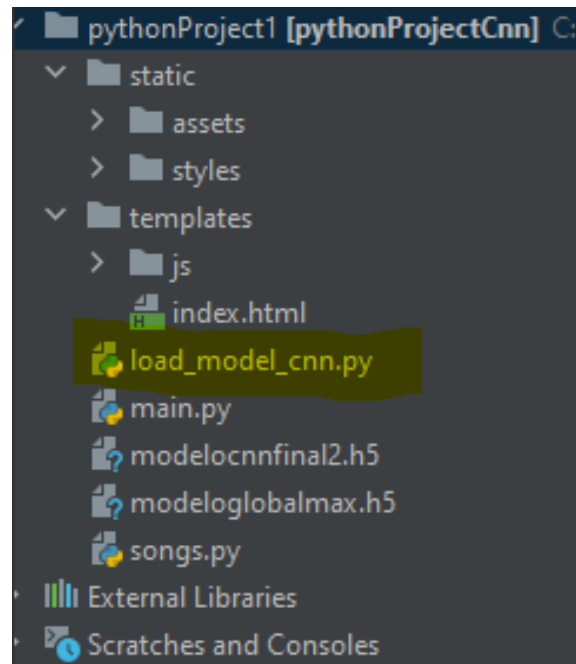 pythonProject1 [pythonProjectCnn] C:
static
assets
styles
templates
js
index.html
load_model_cnn.py
main.py
modelocnnfinal2.h5
modeloglobalmax.h5
songs.py
External Libraries
Scratches and Consoles